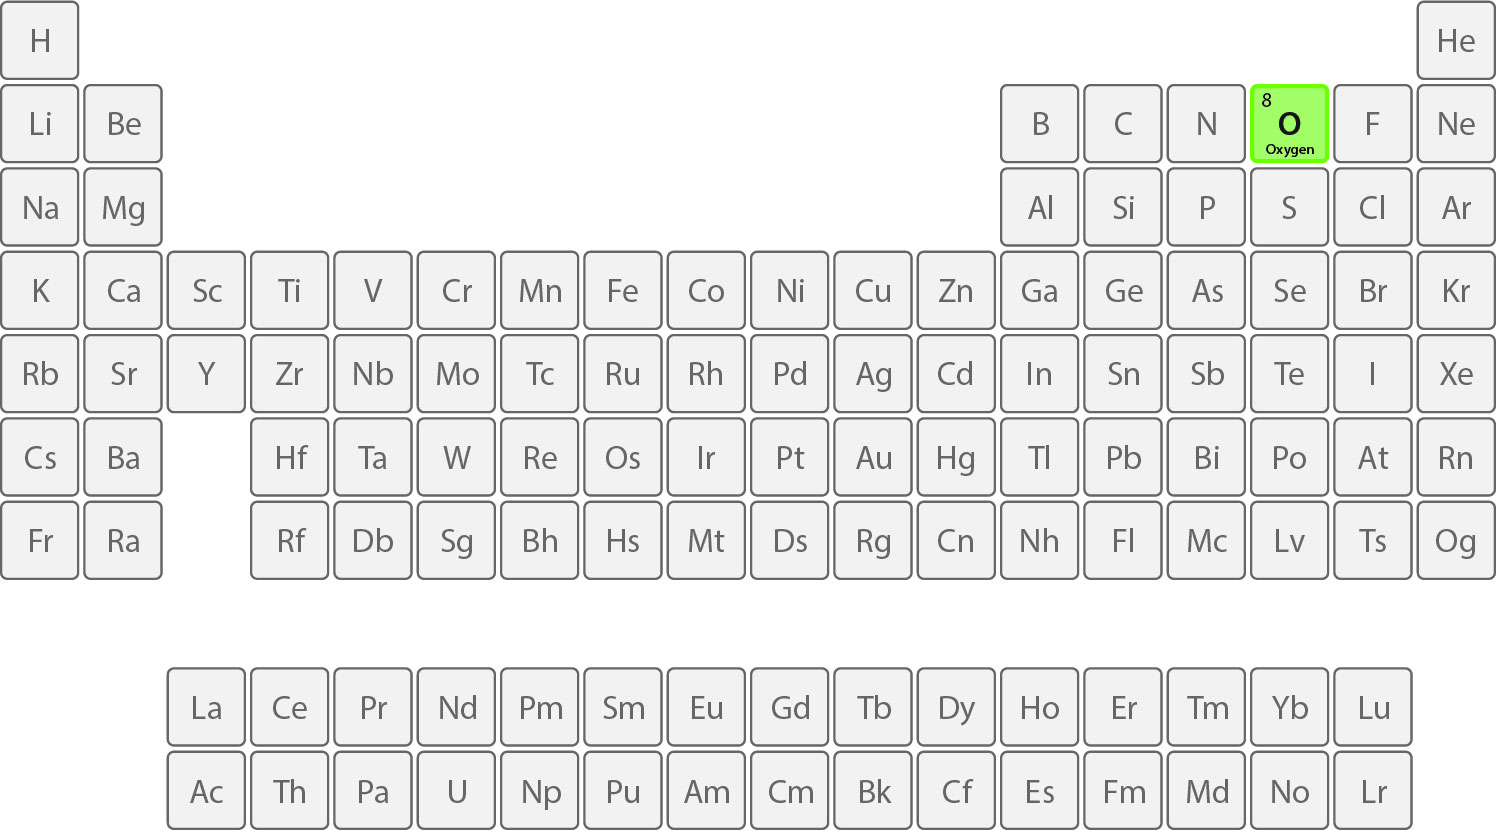 H He
Li Be B C N 8 O Oxygen F Ne
Na Mg Al Si P S Cl Ar
K Ca Sc Ti V Cr Mn Fe Co Ni Cu Zn Ga Ge As Se Br Kr
Rb Sr Y Zr Nb Mo Tc Ru Rh Pd Ag Cd In Sn Sb Te I Xe
Cs Ba Hf Ta W Re Os Ir Pt Au Hg Tl Pb Bi Po At Rn
Fr Ra Rf Db Sg Bh Hs Mt Ds Rg Cn Nh Fl Mc Lv Ts Og
La Ce Pr Nd Pm Sm Eu Gd Tb Dy Ho Er Tm Yb Lu
Ac Th Pa U Np Pu Am Cm Bk Cf Es Fm Md No Lr